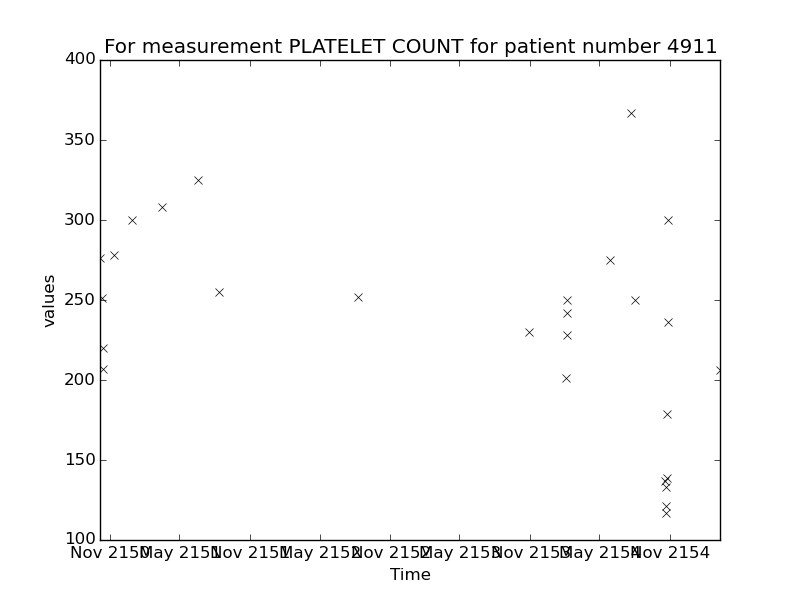 For measurement PLATELET COUNT for patient number 4911
400
350
300
250
200
150
100
values
Nov 2150 May 2151 Nov 2151 May 2152 Nov 2152 May 2153 Nov 2153 May 2154 Nov 2154
Time